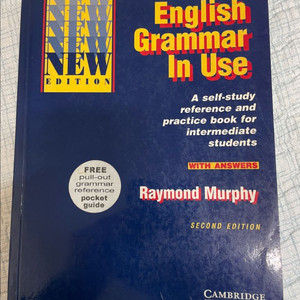 NEW
NEW
NEW
NEW
NEW
EDITION
English
Grammar
In Use
A self-study
reference and
practice book for
intermediate
students
WITH ANSWERS
FREE
pull-out
grammar
reference
pocket
guide
Raymond Murphy
SECOND EDITION
CAMBRIDGE